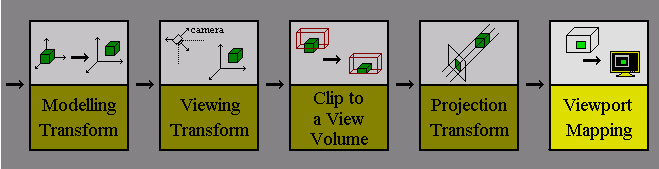 camera
Modelling
Transform
Viewing
Transform
Clip to
a View
Volume
Projection
Transform
Viewport
Mapping